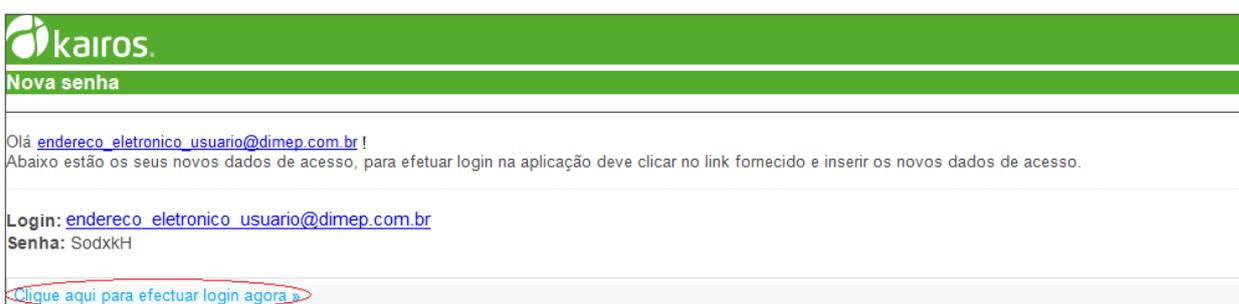 kairos.
Nova senha
Olá endereco_eletronico_usuario@dimep.com.br !
Abaixo estão os seus novos dados de acesso, para efetuar login na aplicação deve clicar no link fornecido e inserir os novos dados de acesso.
Login: endereco_eletronico_usuario@dimep.com.br
Senha: SodxkH
Clique aqui para efectuar login agora »